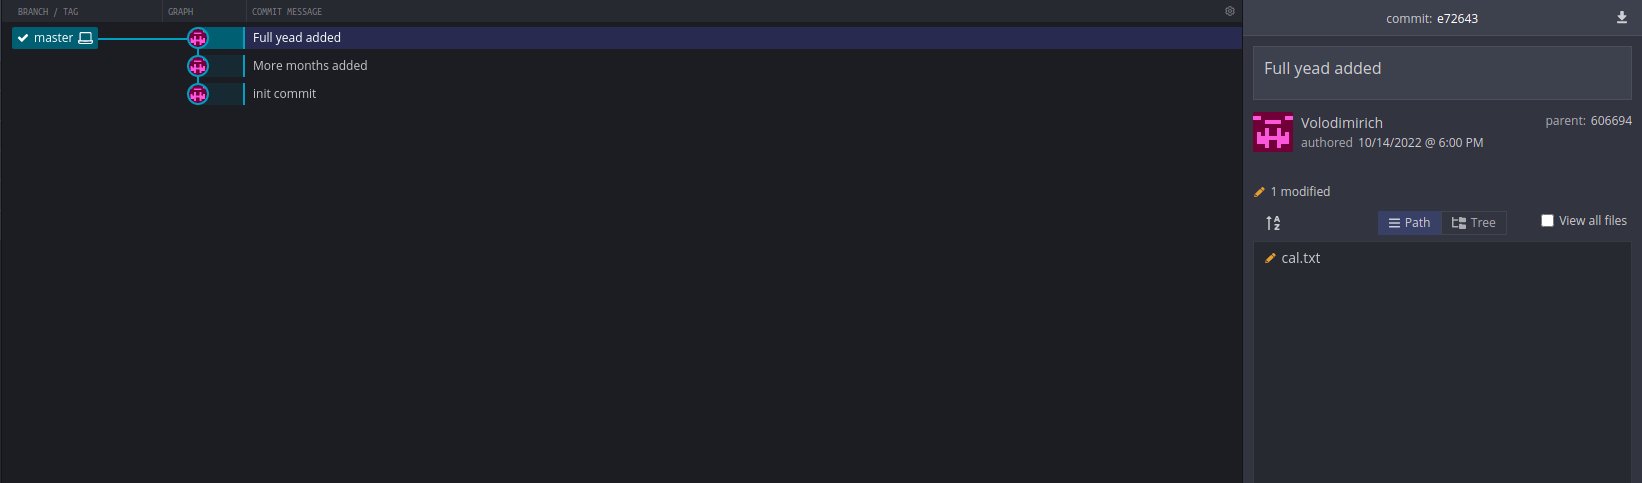 BRANCH / TAG GRAPH COMMIT MESSAGE
master Full yead added
More months added
init commit
commit: e72643
Full yead added
Volodimirich parent: 606694
authored 10/14/2022 @ 6:00 PM
1 modified
AZ Path Tree View all files
cal.txt